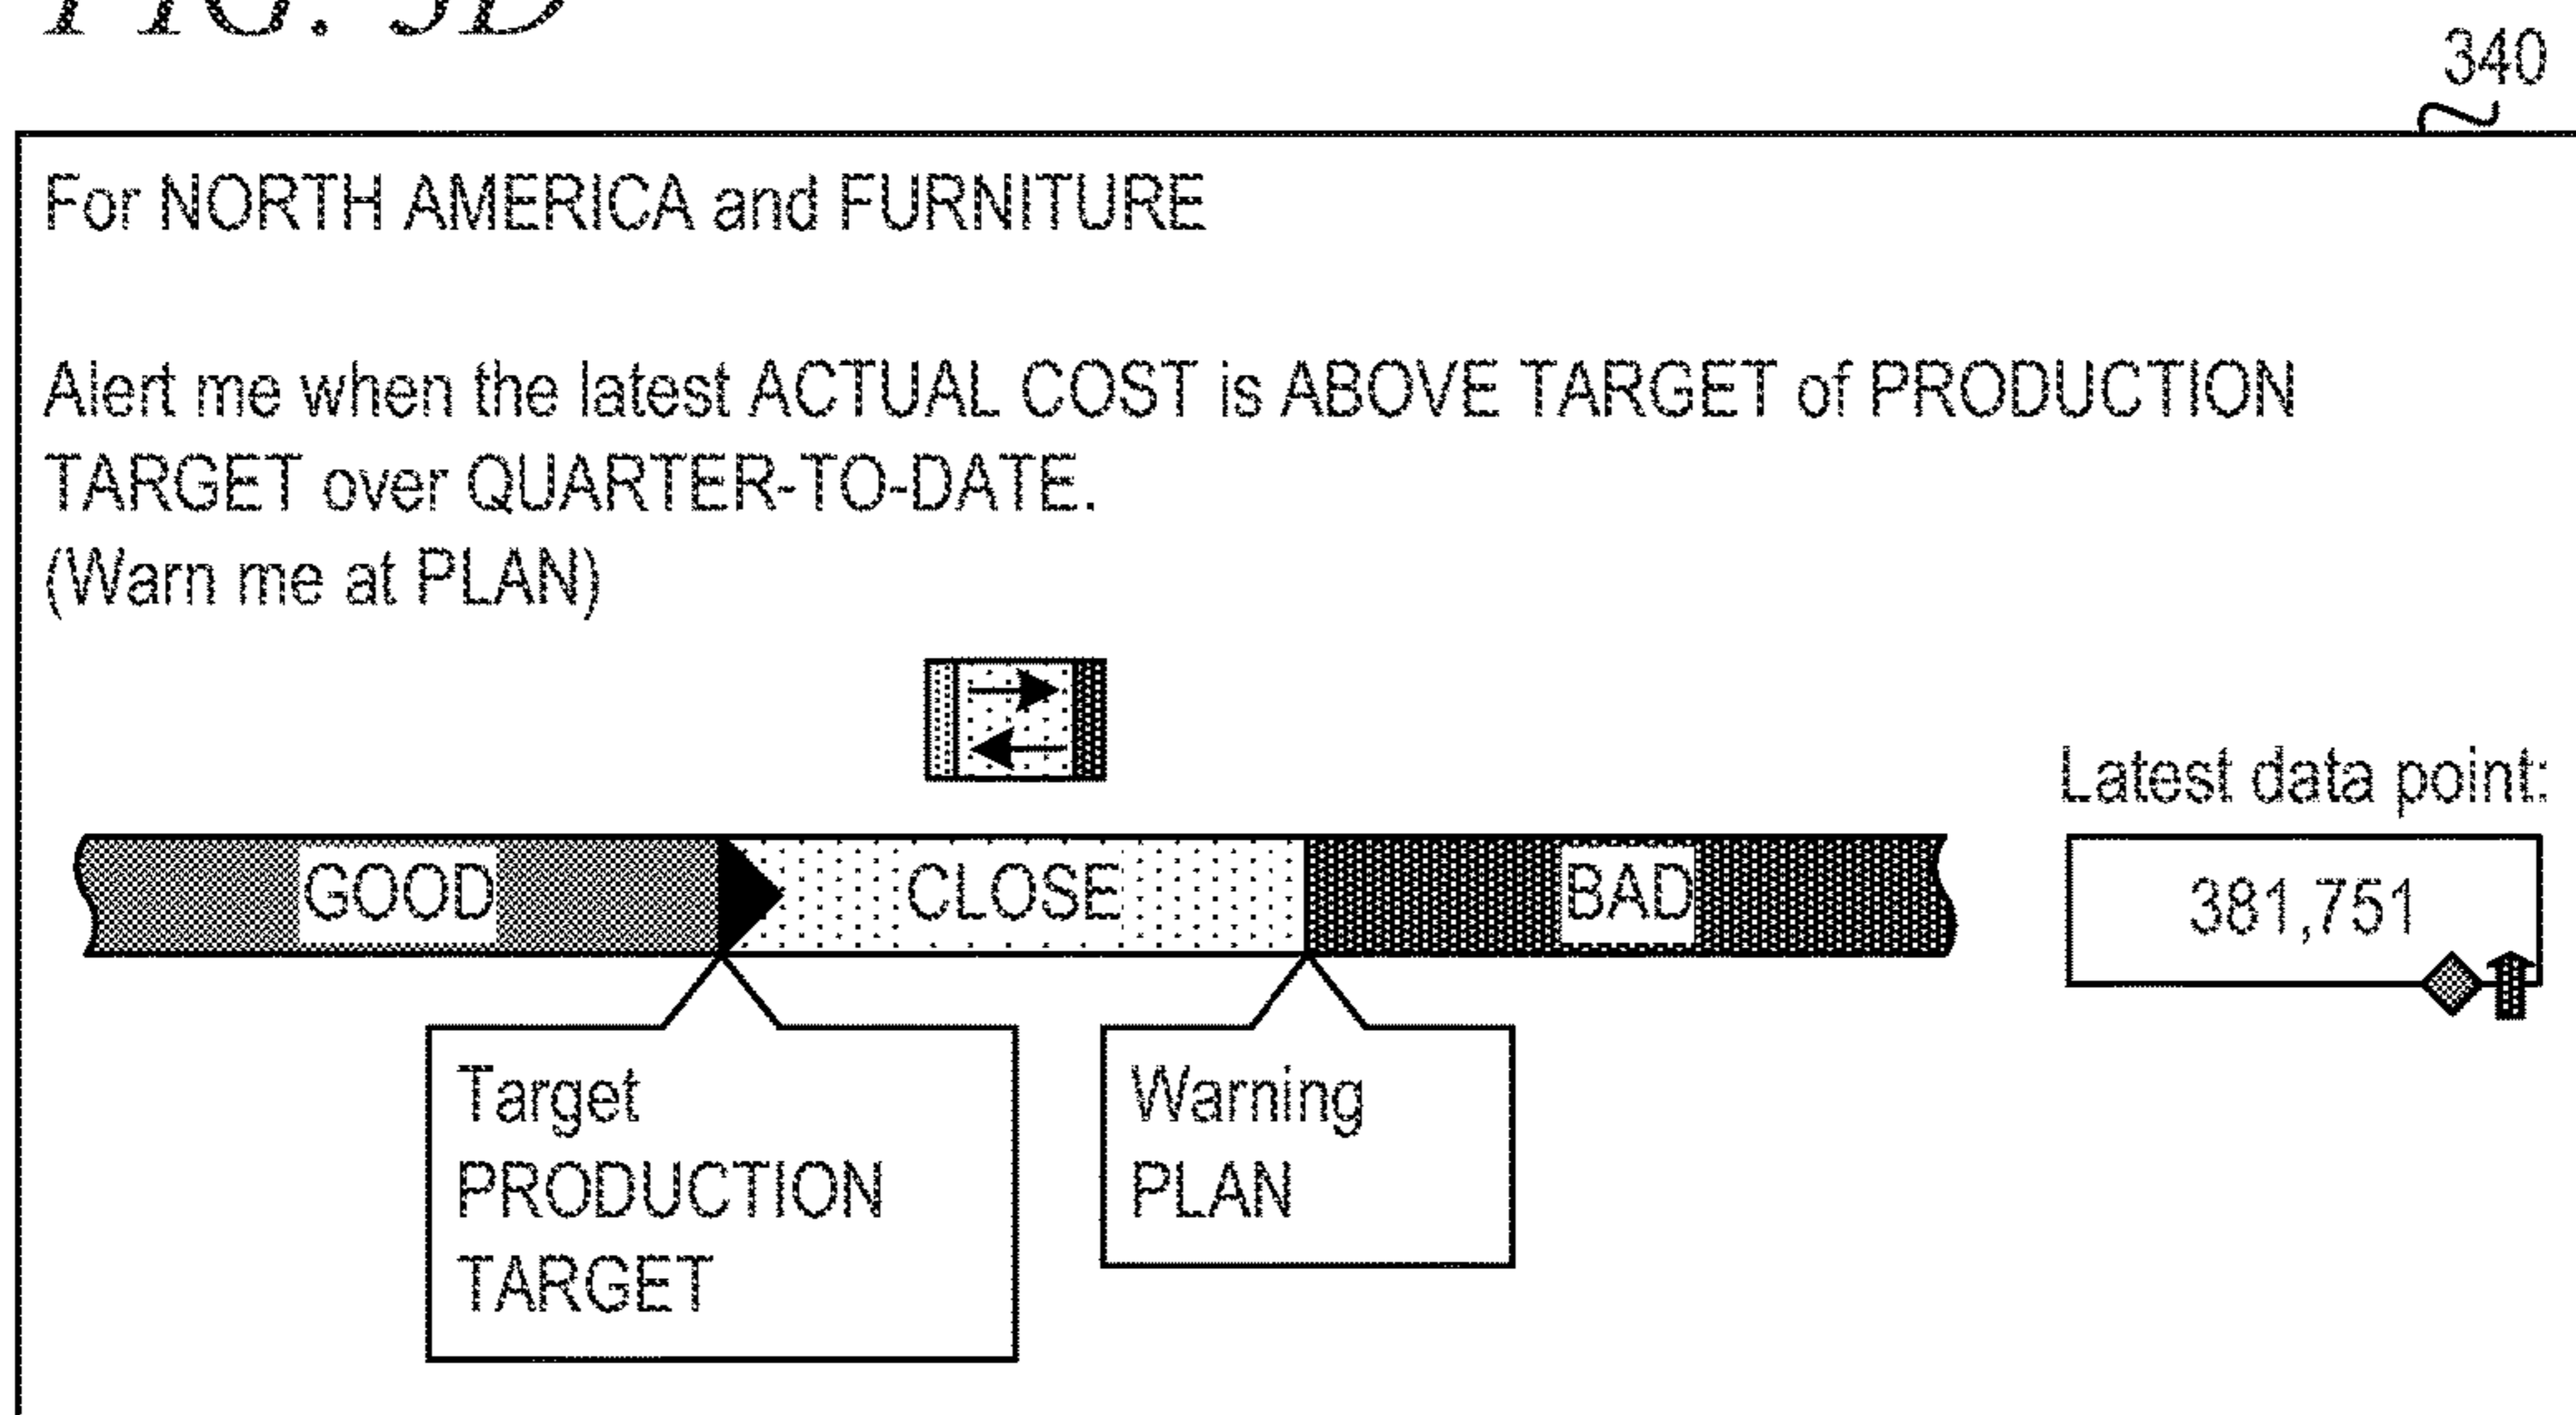 FIG. 3D
340
For NORTH AMERICA and FURNITURE
Alert me when the latest ACTUAL COST is ABOVE TARGET of PRODUCTION
TARGET over QUARTER-TO-DATE.
(Warn me at PLAN)
Latest data point:
GOOD
CLOSE
BAD
381,751
Target
PRODUCTION
TARGET
Warning
PLAN